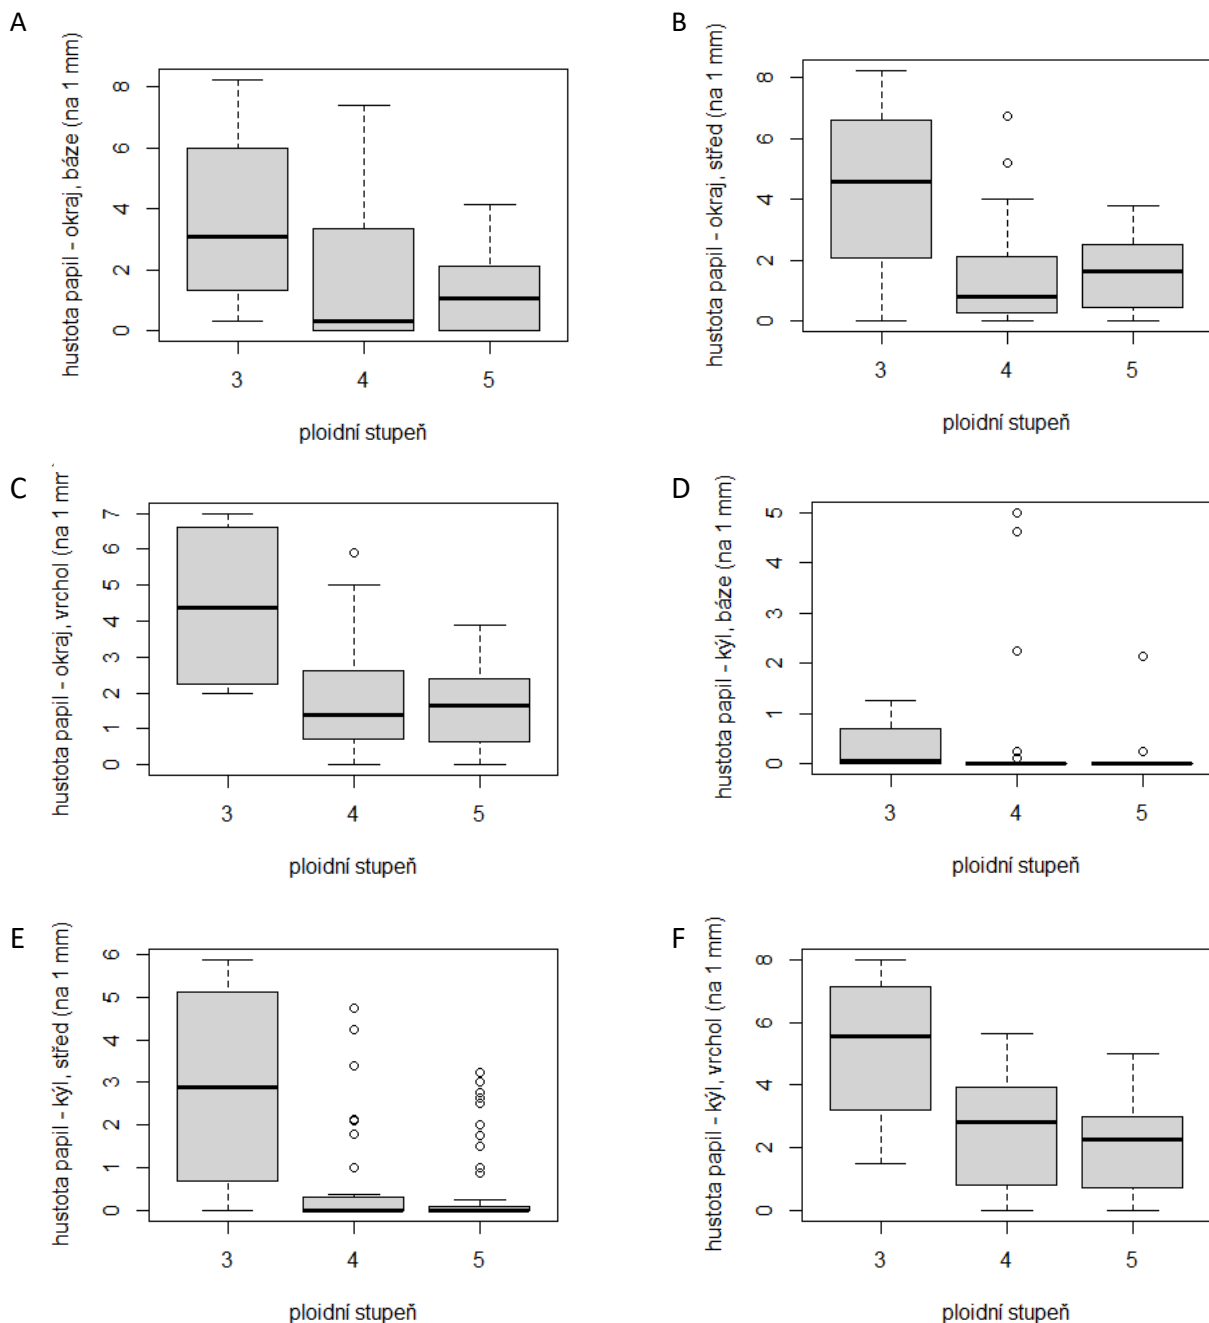 A
hustota papil - okraj, báze (na 1 mm)
0
2
4
6
8
3 4 5
ploidní stupeň
B
hustota papil - okraj, střed (na 1 mm)
0
2
4
6
8
3 4 5
ploidní stupeň
C
hustota papil - okraj, vrchol (na 1 mm)
0
1
2
3
4
5
6
7
3 4 5
ploidní stupeň
D
hustota papil - kýl, báze (na 1 mm)
0
1
2
3
4
5
3 4 5
ploidní stupeň
E
hustota papil - kýl, střed (na 1 mm)
0
1
2
3
4
5
6
3 4 5
ploidní stupeň
F
hustota papil - kýl, vrchol (na 1 mm)
0
2
4
6
8
3 4 5
ploidní stupeň